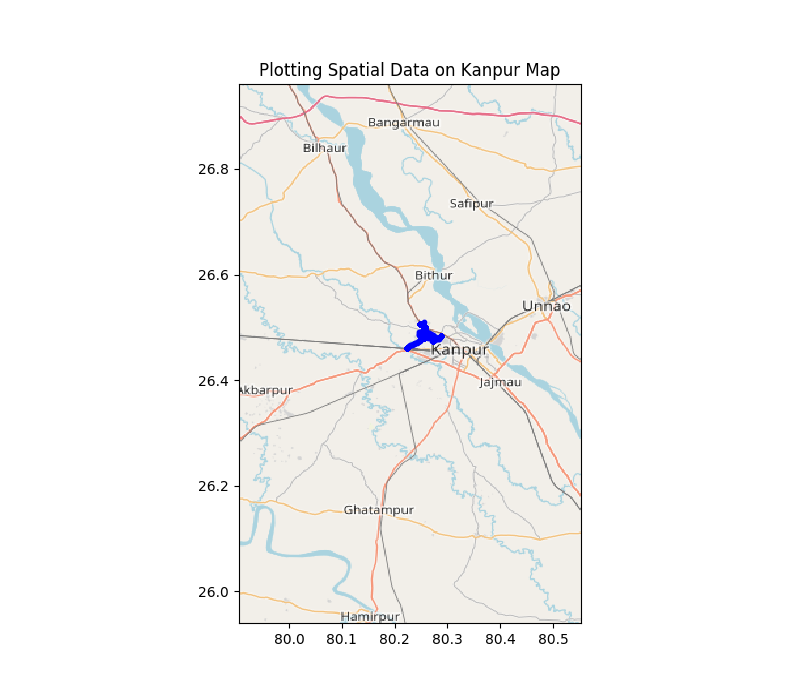 Plotting Spatial Data on Kanpur Map
Bangarmau
Bilhaur
26.8
Safipur
Bithur
26.6
Unnao
Kanpur
26.4
Jajmau
Akbarpur
26.2
Ghatampur
26.0
Hamirpur
80.0 80.1 80.2 80.3 80.4 80.5